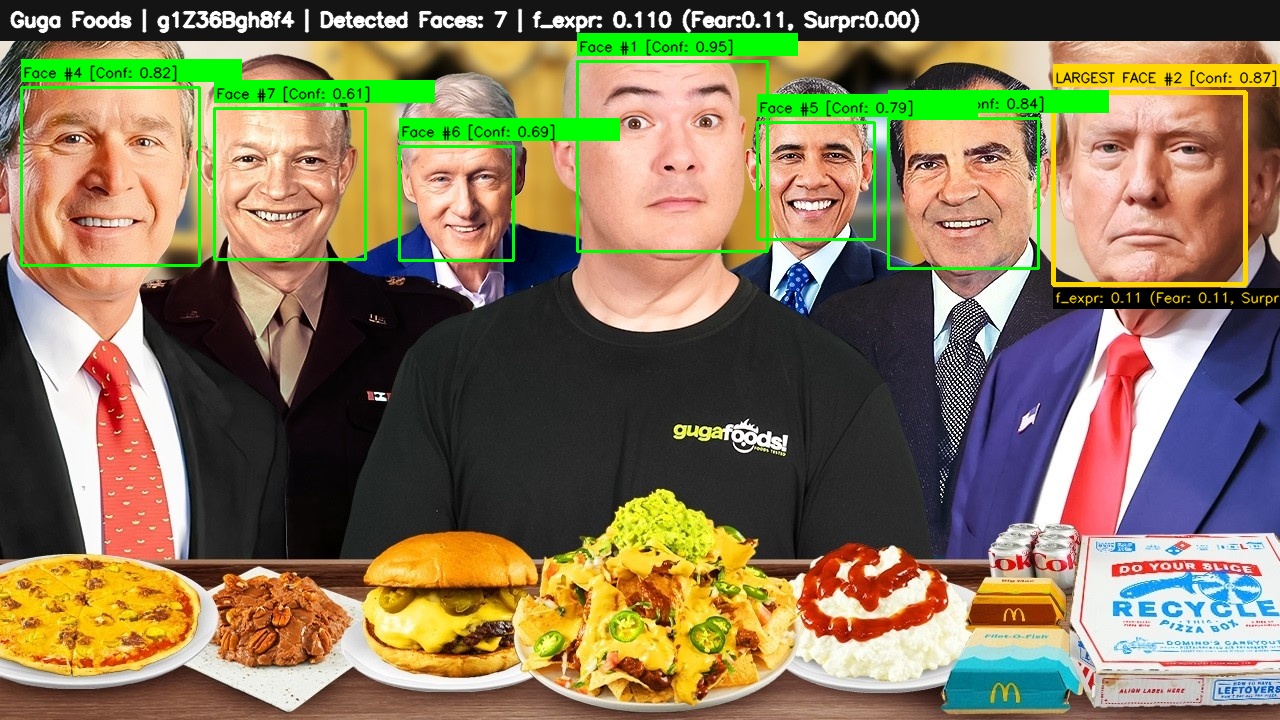 Guga Foods | g1Z36Bgh8f4 | Detected Faces: 7 | f_expr: 0.110 (Fear:0.11, Surpr:0.00)
Face #1 [Conf: 0.95]
Face #4 [Conf: 0.82]
LARGEST FACE #2 [Conf: 0.87]
Face #7 [Conf: 0.61]
Face #5 [Conf: 0.79]
onf: 0.84]
Face #6 [Conf: 0.69]
f_expr: 0.11 (Fear: 0.11, Surpr
gugafoods!
DO YOUR SLICE
RECYCLE
THIS
PIZZA BOX
DOMINO'S CARRYOUT
ALIGN LABEL HERE
LEFTOVERS
Big Mac
Filet-O-Fish